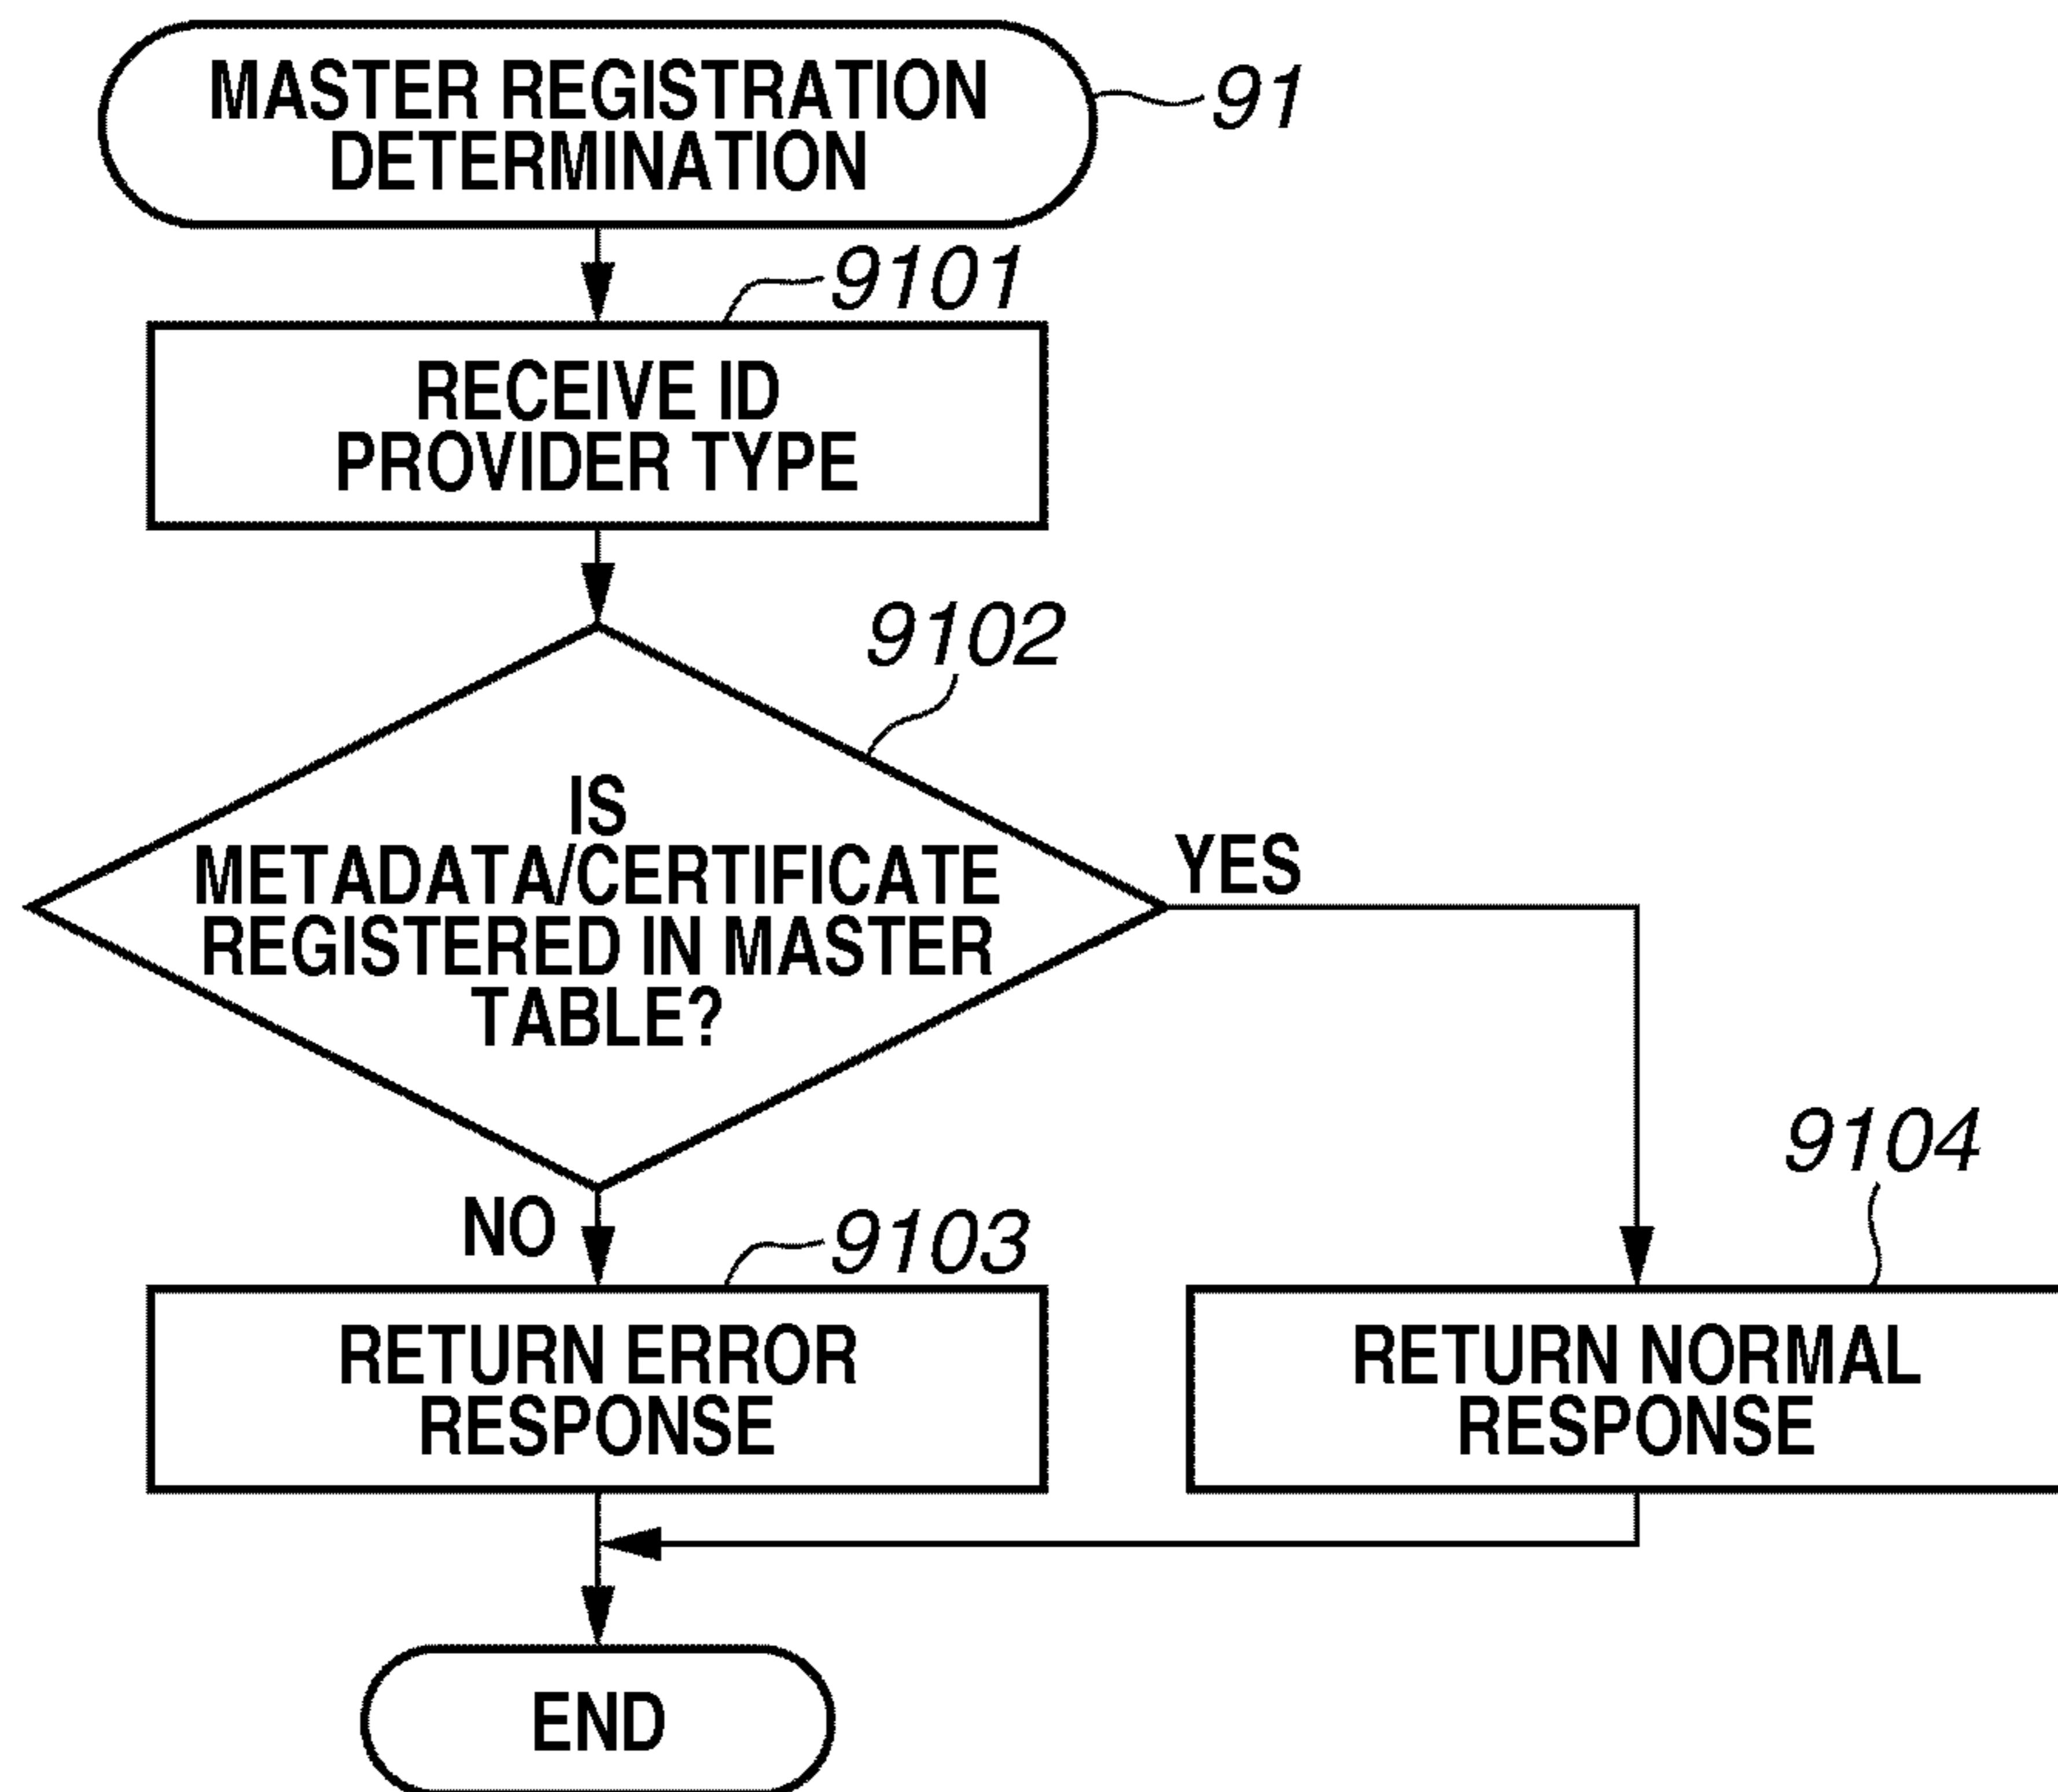 MASTER REGISTRATION
DETERMINATION
91
9101
RECEIVE ID
PROVIDER TYPE
9102
IS
METADATA/CERTIFICATE
REGISTERED IN MASTER
TABLE?
YES
NO
9103
9104
RETURN ERROR
RESPONSE
RETURN NORMAL
RESPONSE
END